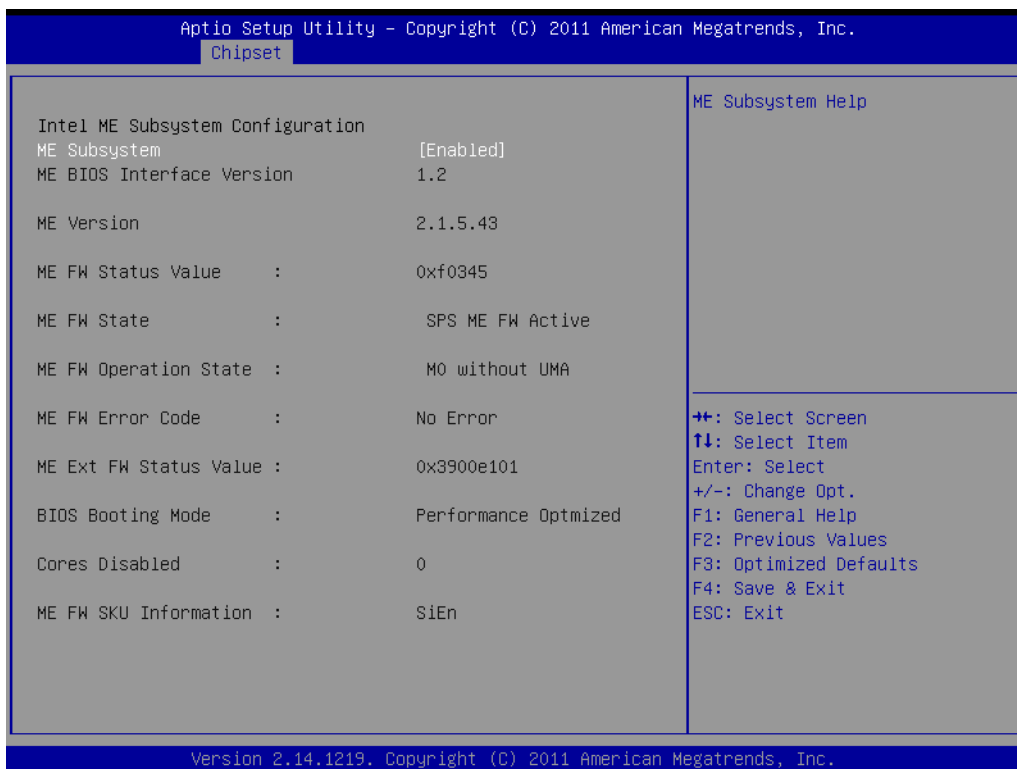 Aptio Setup Utility – Copyright (C) 2011 American Megatrends, Inc.
Chipset
Intel ME Subsystem Configuration
ME Subsystem [Enabled]
ME BIOS Interface Version 1.2
ME Version 2.1.5.43
ME FW Status Value : 0xf0345
ME FW State : SPS ME FW Active
ME FW Operation State : M0 without UMA
ME FW Error Code : No Error
ME Ext FW Status Value : 0x3900e101
BIOS Booting Mode : Performance Optmized
Cores Disabled : 0
ME FW SKU Information : SiEn
ME Subsystem Help
→←: Select Screen
↑↓: Select Item
Enter: Select
+/-: Change Opt.
F1: General Help
F2: Previous Values
F3: Optimized Defaults
F4: Save & Exit
ESC: Exit
Version 2.14.1219. Copyright (C) 2011 American Megatrends, Inc.